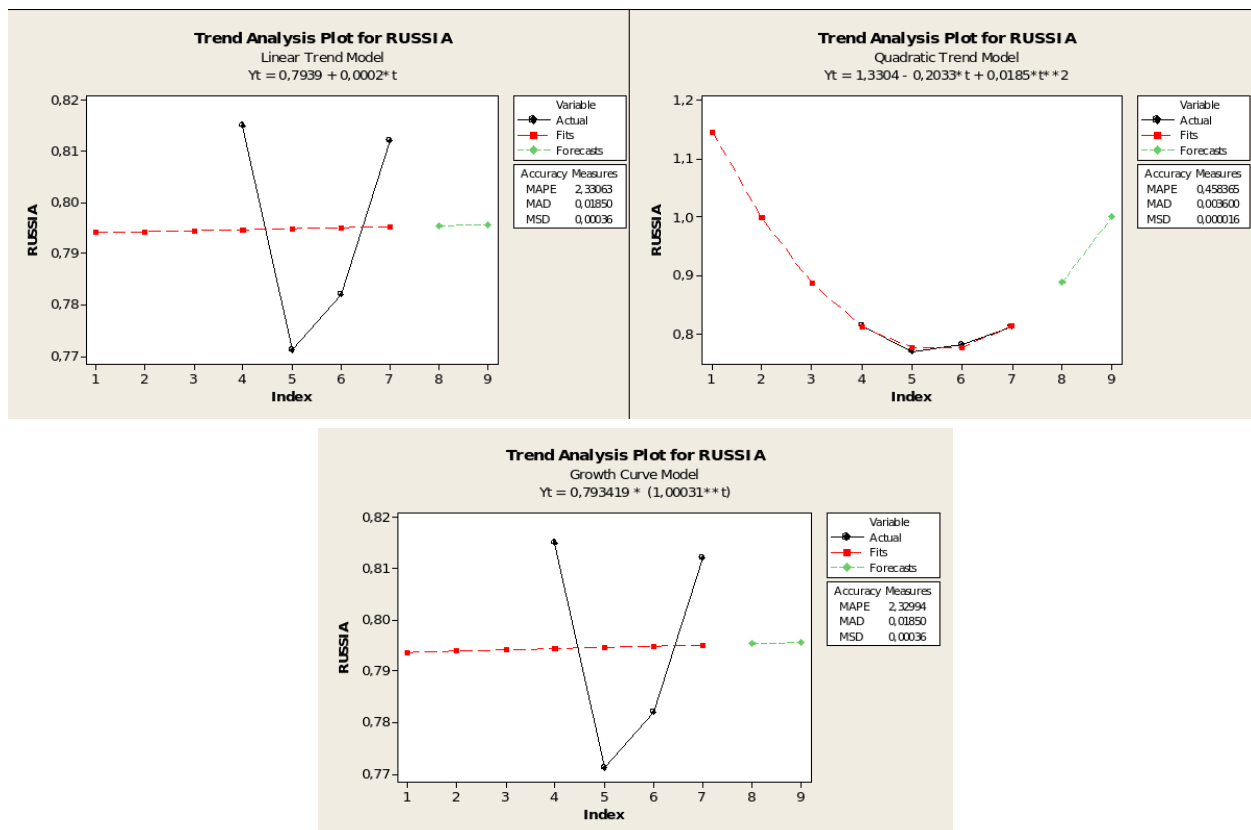 Trend Analysis Plot for RUSSIA
Linear Trend Model
Yt = 0,7939 + 0,0002*t
0,82
0,81
0,80
0,79
0,78
0,77
RUSSIA
1 2 3 4 5 6 7 8 9
Index
Variable
Actual
Fits
Forecasts
Accuracy Measures
MAPE 2,33063
MAD 0,01850
MSD 0,00036
Trend Analysis Plot for RUSSIA
Quadratic Trend Model
Yt = 1,3304 - 0,2033*t + 0,0185*t**2
1,2
1,1
1,0
0,9
0,8
RUSSIA
1 2 3 4 5 6 7 8 9
Index
Variable
Actual
Fits
Forecasts
Accuracy Measures
MAPE 0,458365
MAD 0,003600
MSD 0,000016
Trend Analysis Plot for RUSSIA
Growth Curve Model
Yt = 0,793419 * (1,00031**t)
0,82
0,81
0,80
0,79
0,78
0,77
RUSSIA
1 2 3 4 5 6 7 8 9
Index
Variable
Actual
Fits
Forecasts
Accuracy Measures
MAPE 2,32994
MAD 0,01850
MSD 0,00036